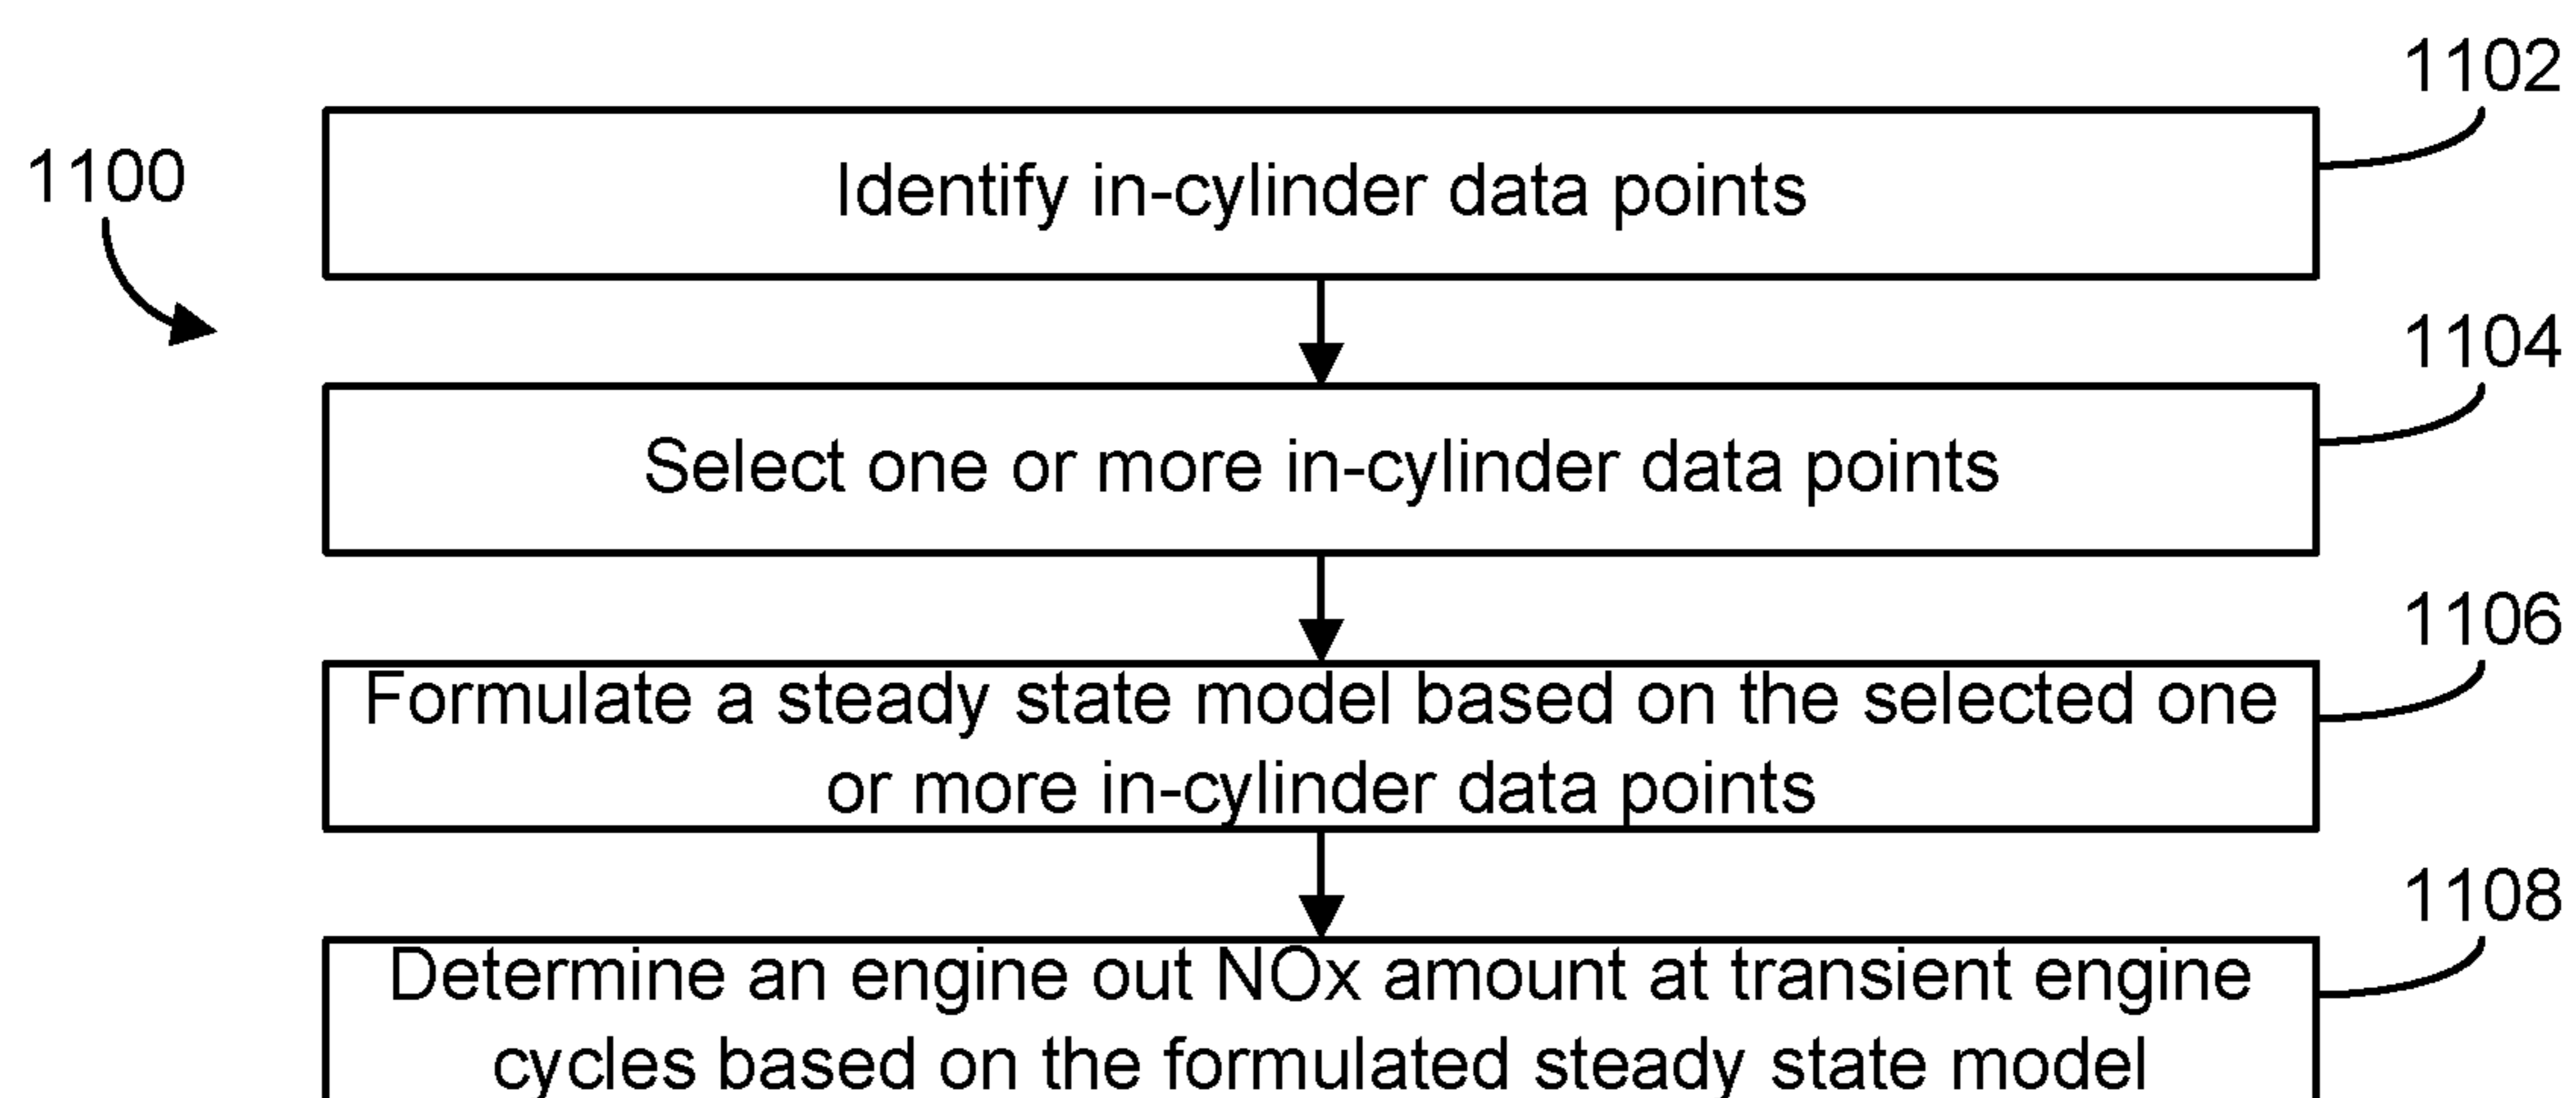 1102
1100
Identify in-cylinder data points
1104
Select one or more in-cylinder data points
1106
Formulate a steady state model based on the selected one
or more in-cylinder data points
1108
Determine an engine out NOx amount at transient engine
cycles based on the formulated steady state model